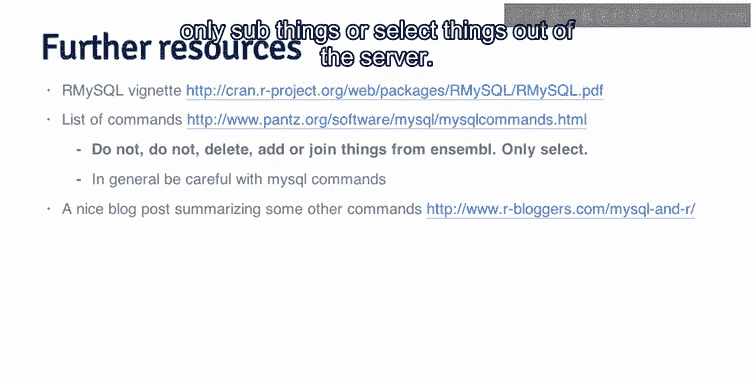 only sub things or select things out of
the server.
Further resources
· RMySQL vignette http://cran.r-project.org/web/packages/RMySQL/RMySQL.pdf
· List of commands http://www.pantz.org/software/mysql/mysqlcommands.html
- Do not, do not, delete, add or join things from ensembl. Only select.
- In general be careful with mysql commands
· A nice blog post summarizing some other commands http://www.r-bloggers.com/mysql-and-r/